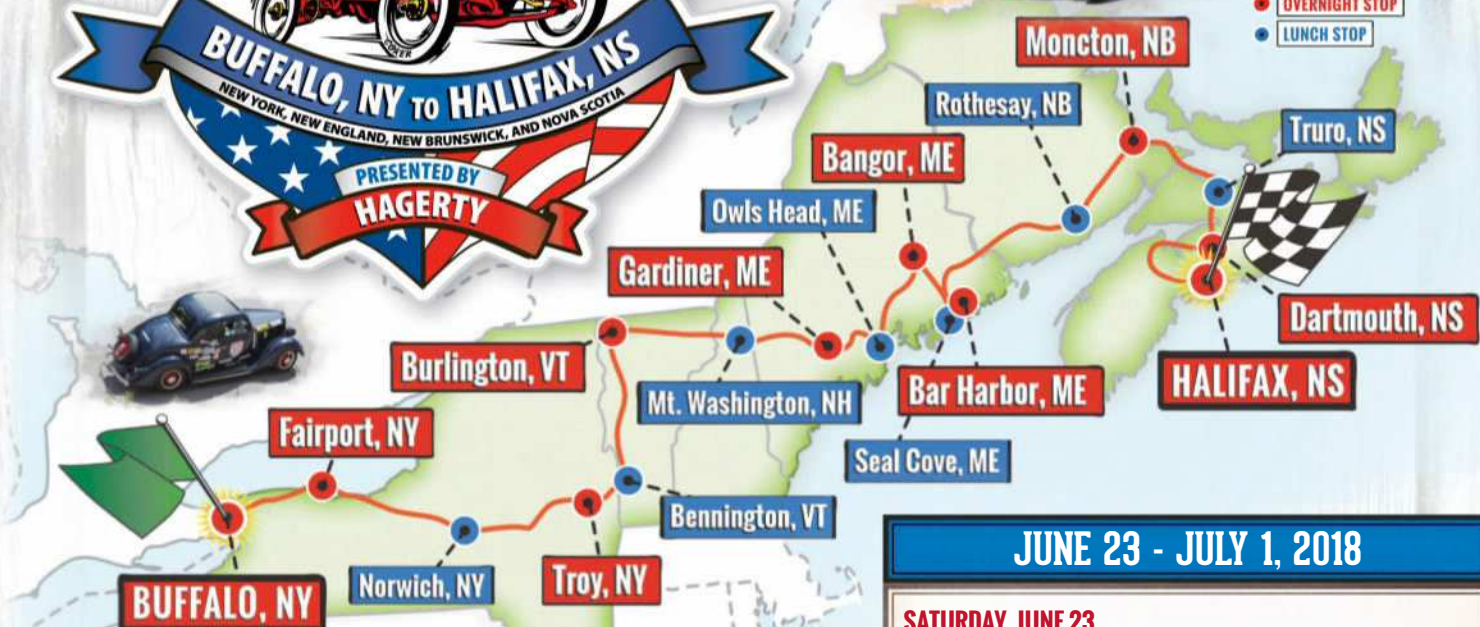 BUFFALO, NY TO HALIFAX, NS
NEW YORK, NEW ENGLAND, NEW BRUNSWICK, AND NOVA SCOTIA
PRESENTED BY
HAGERTY
OVERNIGHT STOP
LUNCH STOP
Moncton, NB
Rothesay, NB
Truro, NS
Bangor, ME
Owls Head, ME
Gardiner, ME
Dartmouth, NS
Burlington, VT
HALIFAX, NS
Bar Harbor, ME
Mt. Washington, NH
Fairport, NY
Seal Cove, ME
Bennington, VT
Norwich, NY
Troy, NY
BUFFALO, NY
JUNE 23 - JULY 1, 2018
SATURDAY, JUNE 23